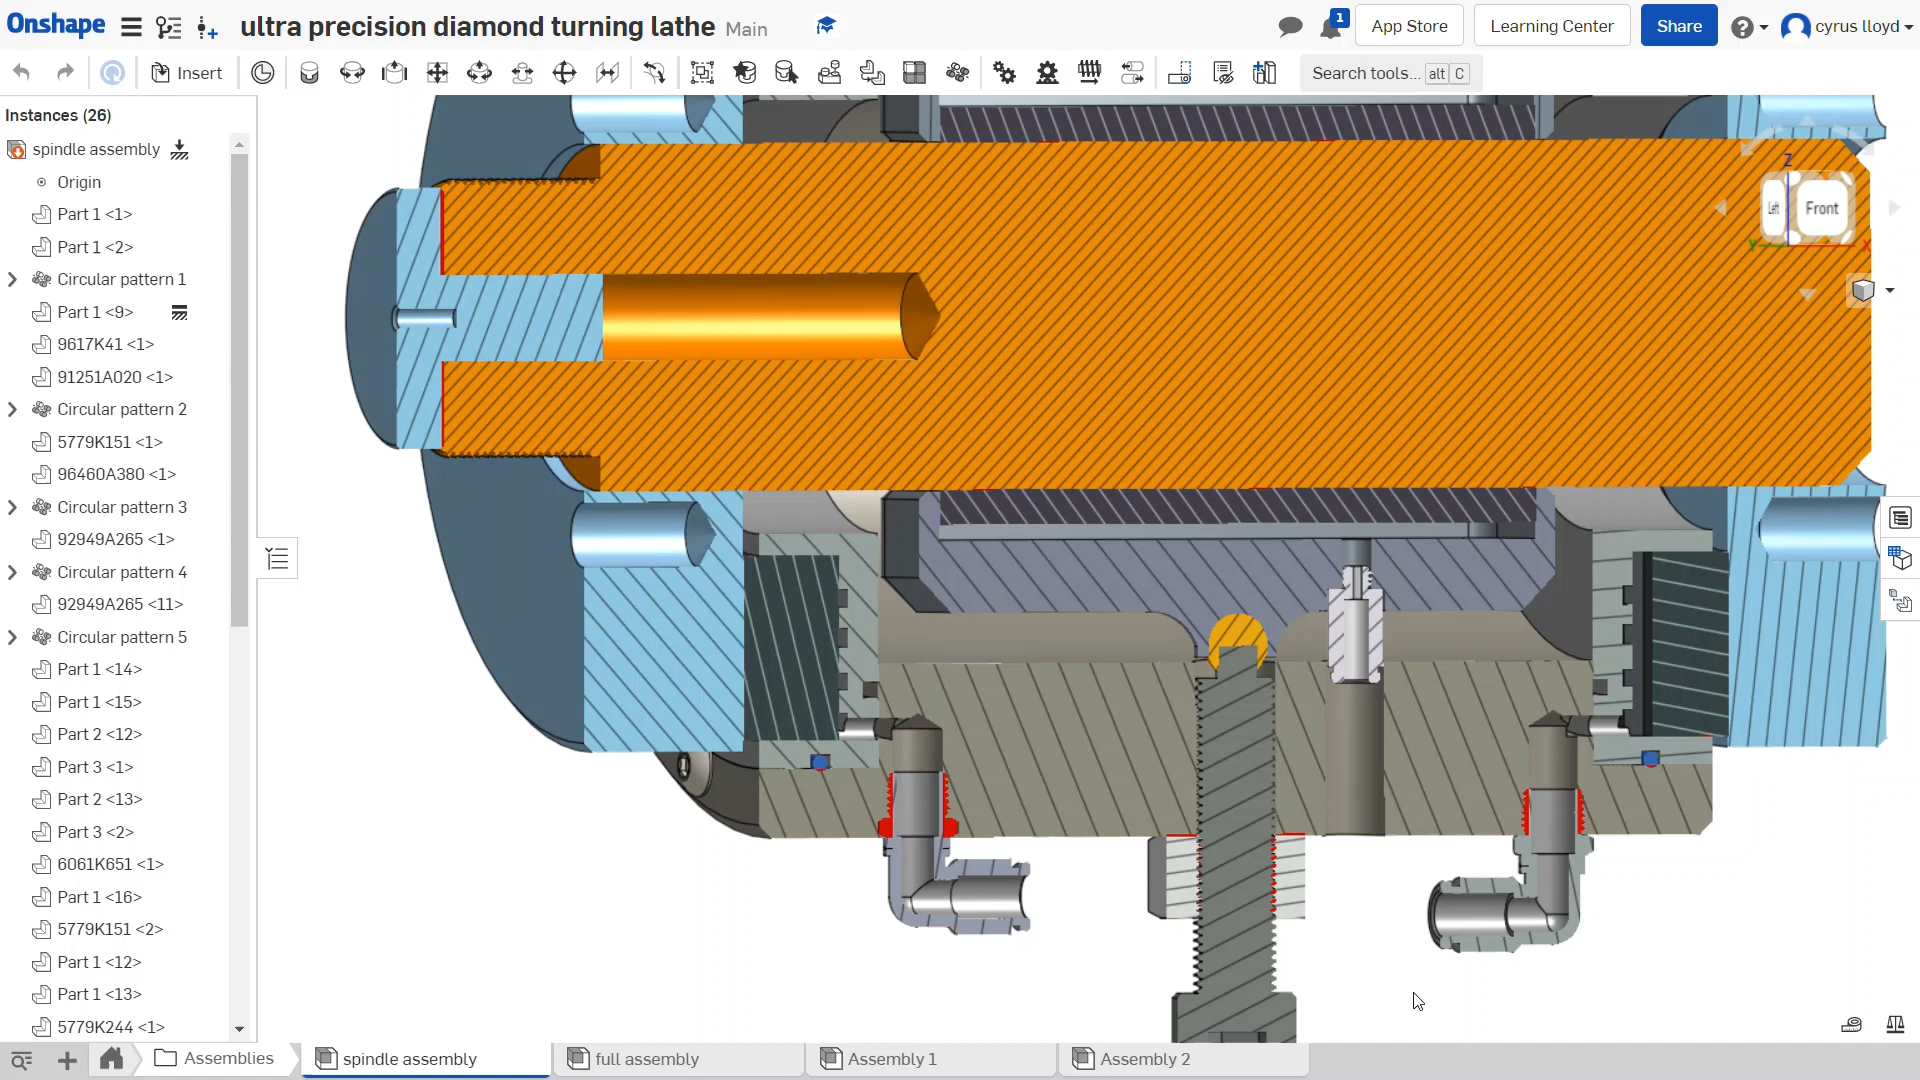 Onshape ultra precision diamond turning lathe Main 1 App Store Learning Center Share cyrus lloyd
Insert Search tools... alt C
Instances (26)
spindle assembly
Origin
Part 1 <1>
Part 1 <2>
Circular pattern 1
Part 1 <9>
9617K41 <1>
91251A020 <1>
Circular pattern 2
5779K151 <1>
96460A380 <1>
Circular pattern 3
92949A265 <1>
Circular pattern 4
92949A265 <11>
Circular pattern 5
Part 1 <14>
Part 1 <15>
Part 2 <12>
Part 3 <1>
Part 2 <13>
Part 3 <2>
6061K651 <1>
Part 1 <16>
5779K151 <2>
Part 1 <12>
Part 1 <13>
5779K244 <1>
Z
Left Front
Y X
Assemblies spindle assembly full assembly Assembly 1 Assembly 2